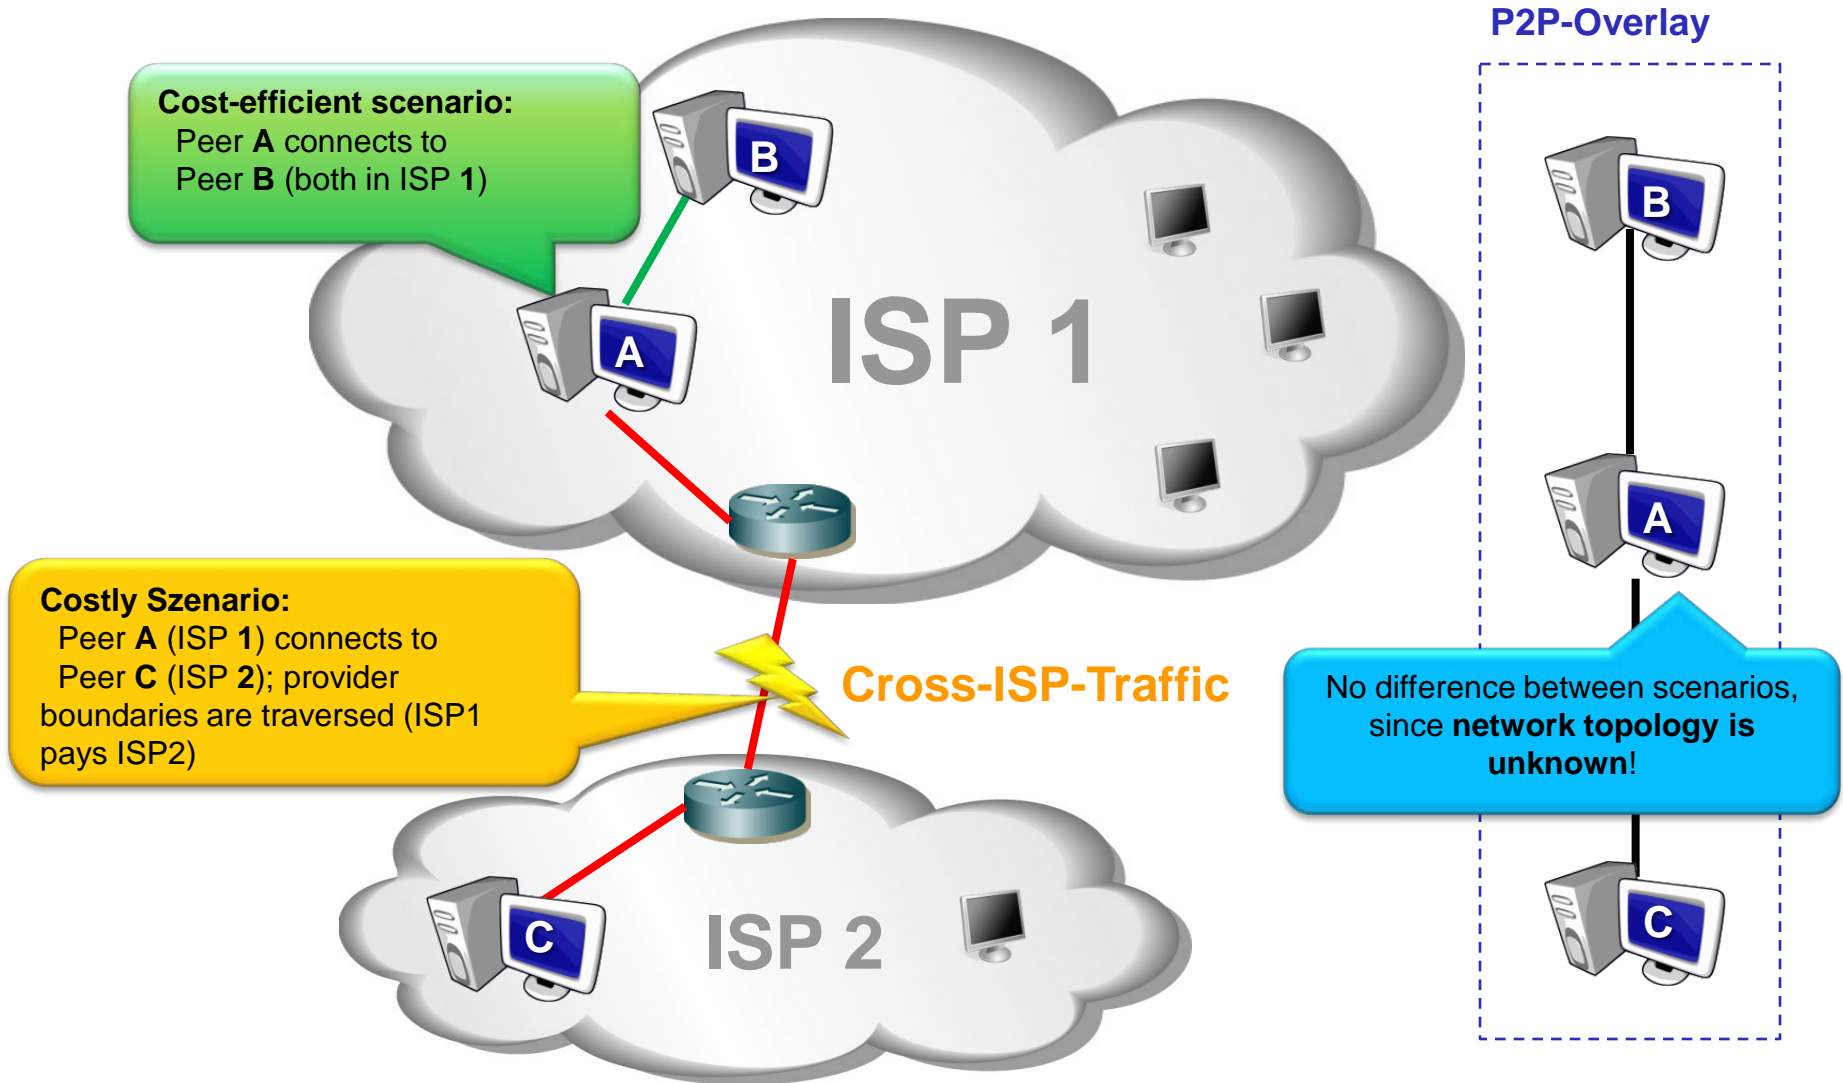 P2P-Overlay
Cost-efficient scenario:
Peer A connects to
Peer B (both in ISP 1)
B
A
ISP 1
B
A
Costly Szenario:
Peer A (ISP 1) connects to
Peer C (ISP 2); provider
boundaries are traversed (ISP1
pays ISP2)
Cross-ISP-Traffic
No difference between scenarios,
since network topology is
unknown!
C
ISP 2
C